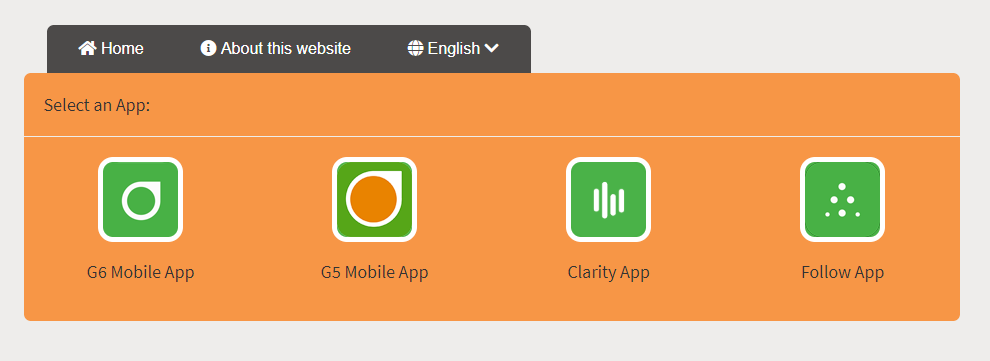 Home About this website English
Select an App:
G6 Mobile App G5 Mobile App Clarity App Follow App